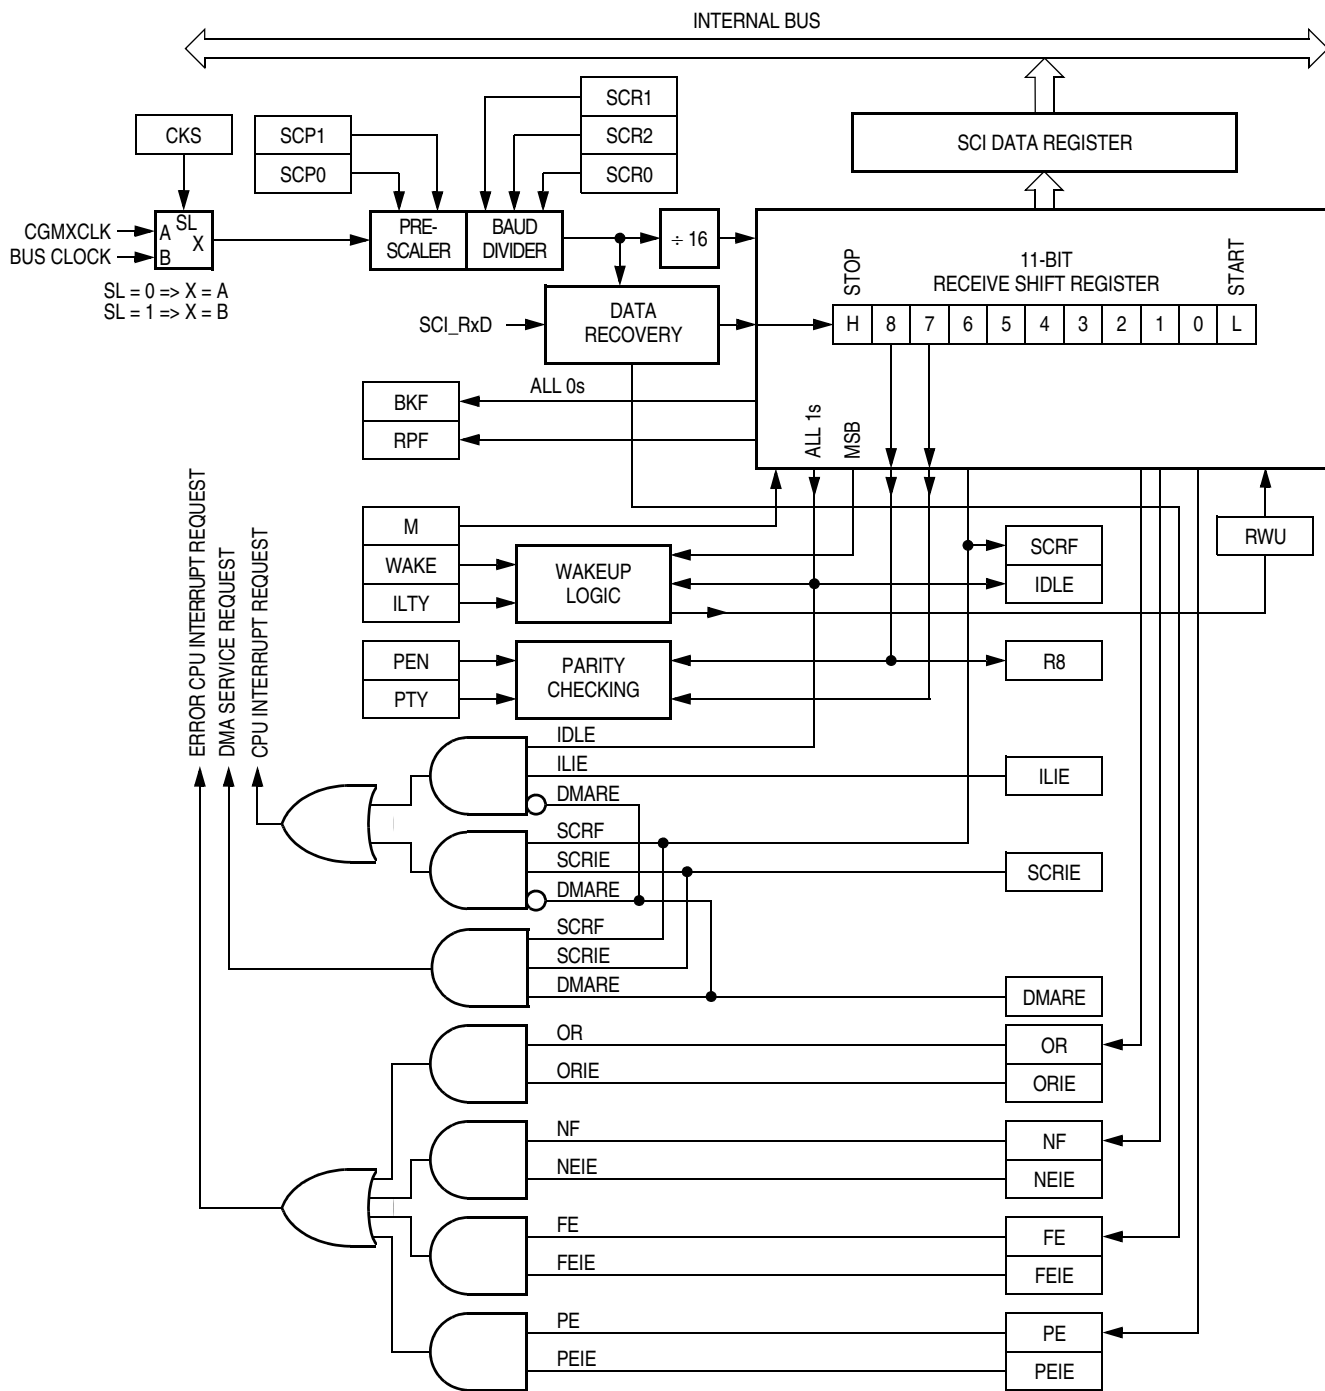 INTERNAL BUS
SCR1
SCR2
SCR0
CKS
SCP1
SCP0
SCI DATA REGISTER
CGMXCLK
BUS CLOCK
A
SL
X
B
SL = 0 => X = A
SL = 1 => X = B
PRE-
SCALER
BAUD
DIVIDER
÷ 16
STOP
11-BIT
RECEIVE SHIFT REGISTER
START
H 8 7 6 5 4 3 2 1 0 L
SCI_RxD
DATA
RECOVERY
ALL 0s
BKF
RPF
ALL 1s
MSB
ERROR CPU INTERRUPT REQUEST
DMA SERVICE REQUEST
CPU INTERRUPT REQUEST
M
WAKE
ILTY
WAKEUP
LOGIC
SCRF
IDLE
RWU
PEN
PTY
PARITY
CHECKING
R8
IDLE
ILIE
DMARE
ILIE
SCRF
SCRIE
DMARE
SCRIE
SCRF
SCRIE
DMARE
DMARE
OR
ORIE
OR
ORIE
NF
NEIE
NF
NEIE
FE
FEIE
FE
FEIE
PE
PEIE
PE
PEIE